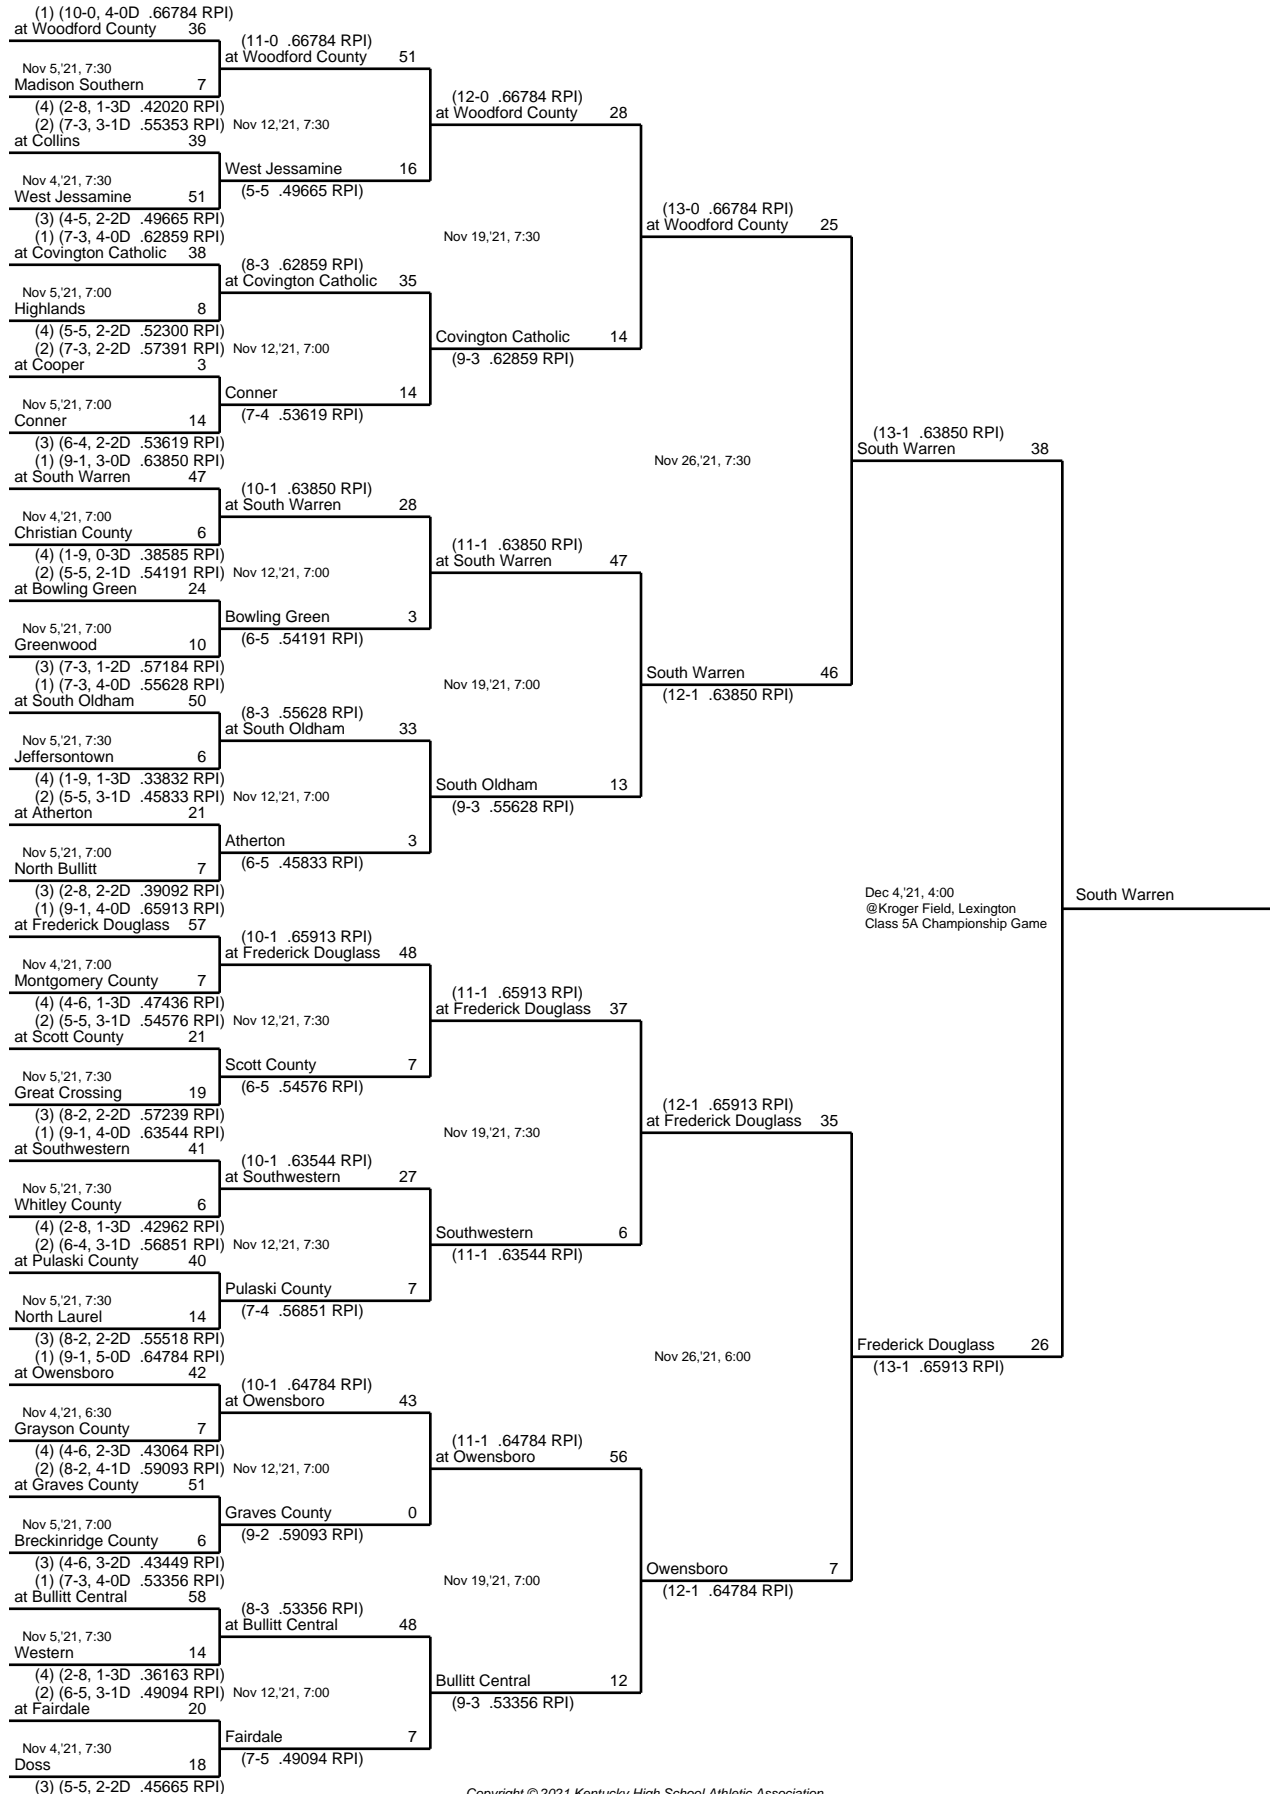 (1) (10-0, 4-0D .66784 RPI)
at Woodford County 36
Nov 5,'21, 7:30
Madison Southern 7
(4) (2-8, 1-3D .42020 RPI)
(2) (7-3, 3-1D .55353 RPI)
at Collins 39
Nov 4,'21, 7:30
West Jessamine 51
(3) (4-5, 2-2D .49665 RPI)
(1) (7-3, 4-0D .62859 RPI)
at Covington Catholic 38
Nov 5,'21, 7:00
Highlands 8
(4) (5-5, 2-2D .52300 RPI)
(2) (7-3, 2-2D .57391 RPI)
at Cooper 3
Nov 5,'21, 7:00
Conner 14
(3) (6-4, 2-2D .53619 RPI)
(1) (9-1, 3-0D .63850 RPI)
at South Warren 47
Nov 4,'21, 7:00
Christian County 6
(4) (1-9, 0-3D .38585 RPI)
(2) (5-5, 2-1D .54191 RPI)
at Bowling Green 24
Nov 5,'21, 7:00
Greenwood 10
(3) (7-3, 1-2D .57184 RPI)
(1) (7-3, 4-0D .55628 RPI)
at South Oldham 50
Nov 5,'21, 7:30
Jeffersontown 6
(4) (1-9, 1-3D .33832 RPI)
(2) (5-5, 3-1D .45833 RPI)
at Atherton 21
Nov 5,'21, 7:00
North Bullitt 7
(3) (2-8, 2-2D .39092 RPI)
(1) (9-1, 4-0D .65913 RPI)
at Frederick Douglass 57
Nov 4,'21, 7:00
Montgomery County 7
(4) (4-6, 1-3D .47436 RPI)
(2) (5-5, 3-1D .54576 RPI)
at Scott County 21
Nov 5,'21, 7:30
Great Crossing 19
(3) (8-2, 2-2D .57239 RPI)
(1) (9-1, 4-0D .63544 RPI)
at Southwestern 41
Nov 5,'21, 7:30
Whitley County 6
(4) (2-8, 1-3D .42962 RPI)
(2) (6-4, 3-1D .56851 RPI)
at Pulaski County 40
Nov 5,'21, 7:30
North Laurel 14
(3) (8-2, 2-2D .55518 RPI)
(1) (9-1, 5-0D .64784 RPI)
at Owensboro 42
Nov 4,'21, 6:30
Grayson County 7
(4) (4-6, 2-3D .43064 RPI)
(2) (8-2, 4-1D .59093 RPI)
at Graves County 51
Nov 5,'21, 7:00
Breckinridge County 6
(3) (4-6, 3-2D .43449 RPI)
(1) (7-3, 4-0D .53356 RPI)
at Bullitt Central 58
Nov 5,'21, 7:30
Western 14
(4) (2-8, 1-3D .36163 RPI)
(2) (6-5, 3-1D .49094 RPI)
at Fairdale 20
Nov 4,'21, 7:30
Doss 18
(3) (5-5, 2-2D .45665 RPI)
(11-0 .66784 RPI)
at Woodford County 51
Nov 12,'21, 7:30
West Jessamine 16
(5-5 .49665 RPI)
(8-3 .62859 RPI)
at Covington Catholic 35
Nov 12,'21, 7:00
Conner 14
(7-4 .53619 RPI)
(10-1 .63850 RPI)
at South Warren 28
Nov 12,'21, 7:00
Bowling Green 3
(6-5 .54191 RPI)
(8-3 .55628 RPI)
at South Oldham 33
Nov 12,'21, 7:00
Atherton 3
(6-5 .45833 RPI)
(10-1 .65913 RPI)
at Frederick Douglass 48
Nov 12,'21, 7:30
Scott County 7
(6-5 .54576 RPI)
(10-1 .63544 RPI)
at Southwestern 27
Nov 12,'21, 7:30
Pulaski County 7
(7-4 .56851 RPI)
(10-1 .64784 RPI)
at Owensboro 43
Nov 12,'21, 7:00
Graves County 0
(9-2 .59093 RPI)
(8-3 .53356 RPI)
at Bullitt Central 48
Nov 12,'21, 7:00
Fairdale 7
(7-5 .49094 RPI)
(12-0 .66784 RPI)
at Woodford County 28
Nov 19,'21, 7:30
Covington Catholic 14
(9-3 .62859 RPI)
(11-1 .63850 RPI)
at South Warren 47
Nov 19,'21, 7:00
South Oldham 13
(9-3 .55628 RPI)
(11-1 .65913 RPI)
at Frederick Douglass 37
Nov 19,'21, 7:30
Southwestern 6
(11-1 .63544 RPI)
(11-1 .64784 RPI)
at Owensboro 56
Nov 19,'21, 7:00
Bullitt Central 12
(9-3 .53356 RPI)
(13-0 .66784 RPI)
at Woodford County 25
Nov 26,'21, 7:30
South Warren 46
(12-1 .63850 RPI)
(12-1 .65913 RPI)
at Frederick Douglass 35
Nov 26,'21, 6:00
Owensboro 7
(12-1 .64784 RPI)
(13-1 .63850 RPI)
South Warren 38
Dec 4,'21, 4:00
@Kroger Field, Lexington
Class 5A Championship Game
Frederick Douglass 26
(13-1 .65913 RPI)
South Warren
Copyright © 2021 Kentucky High School Athletic Association